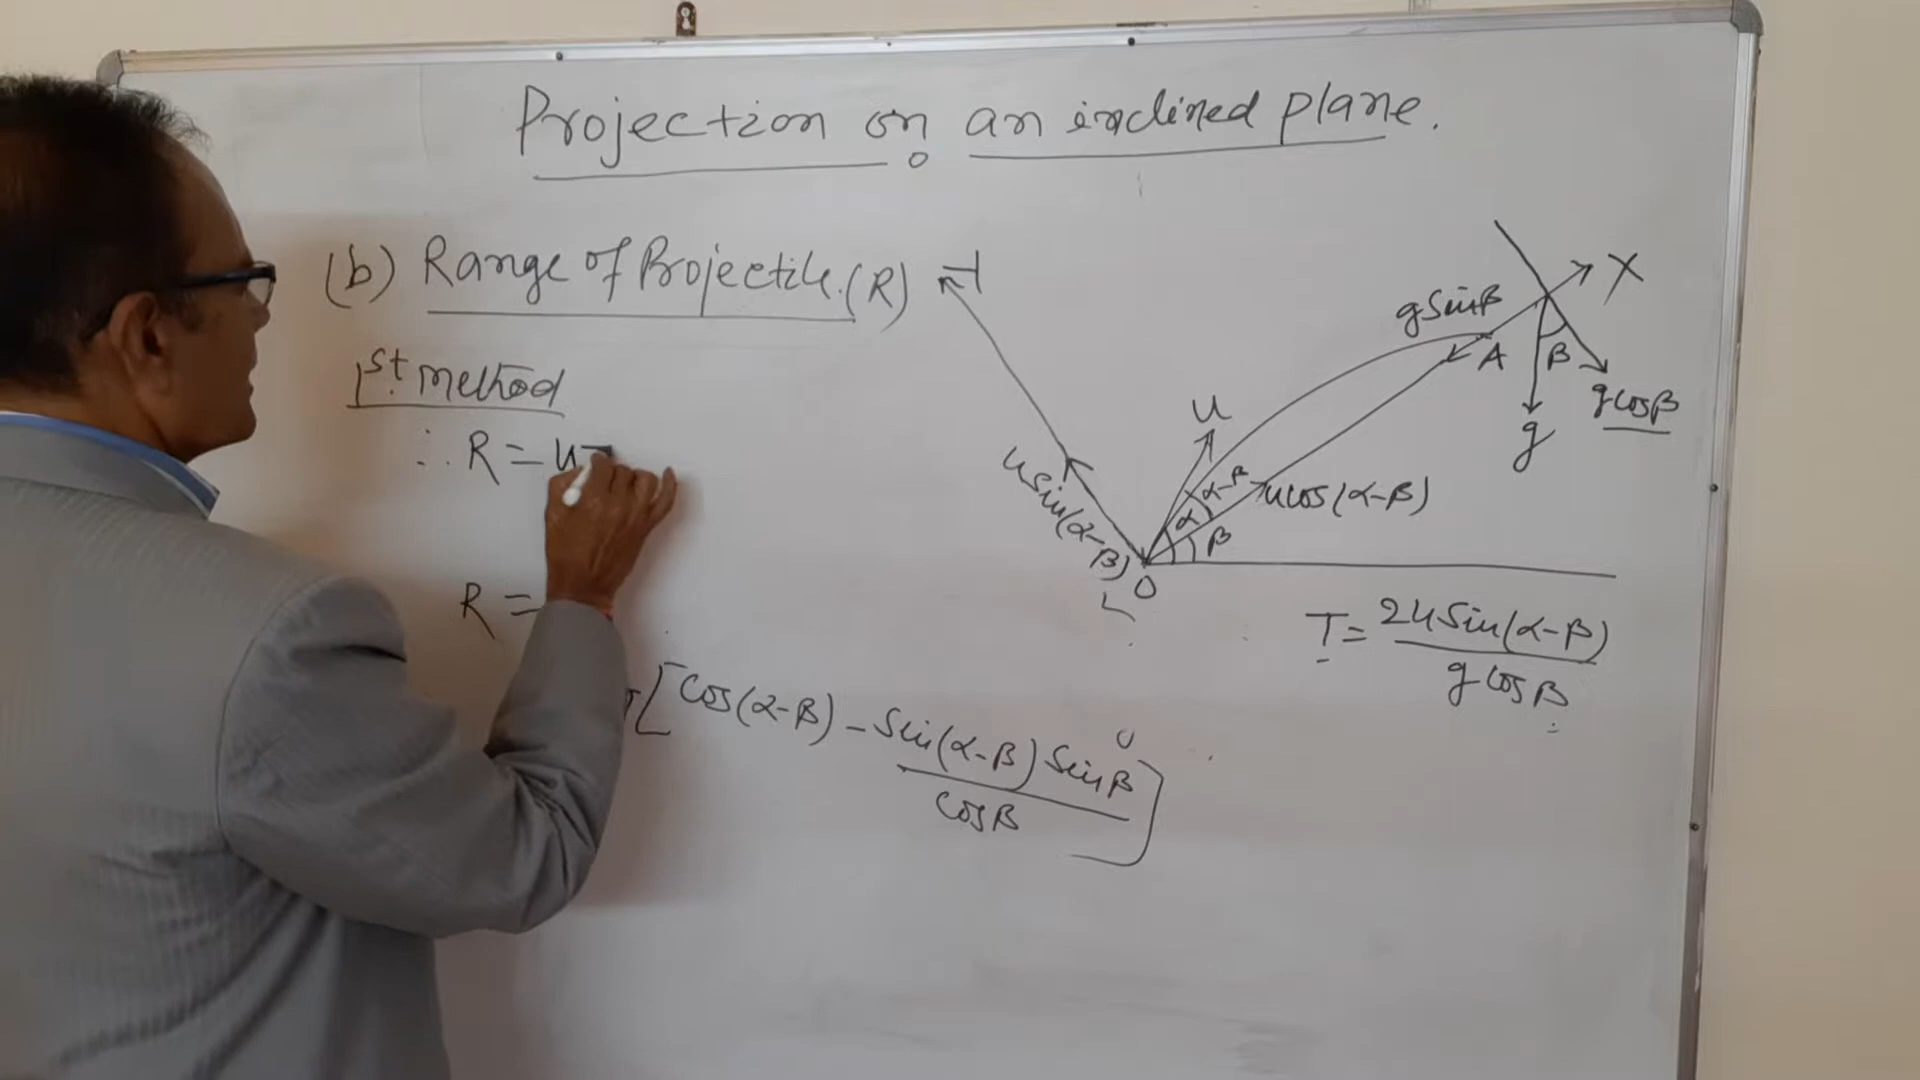 Projection on an inclined plane.
(b) Range of Projectile. (R)
1st method
∴ R = u
R =
[cos(α-β) - sin(α-β) sinβ
cosβ]
X
g sinβ
A
β
g cosβ
g
u
u sin(α-β)
α-β
u cos(α-β)
α
β
O
T = 2u sin(α-β)
g cosβ